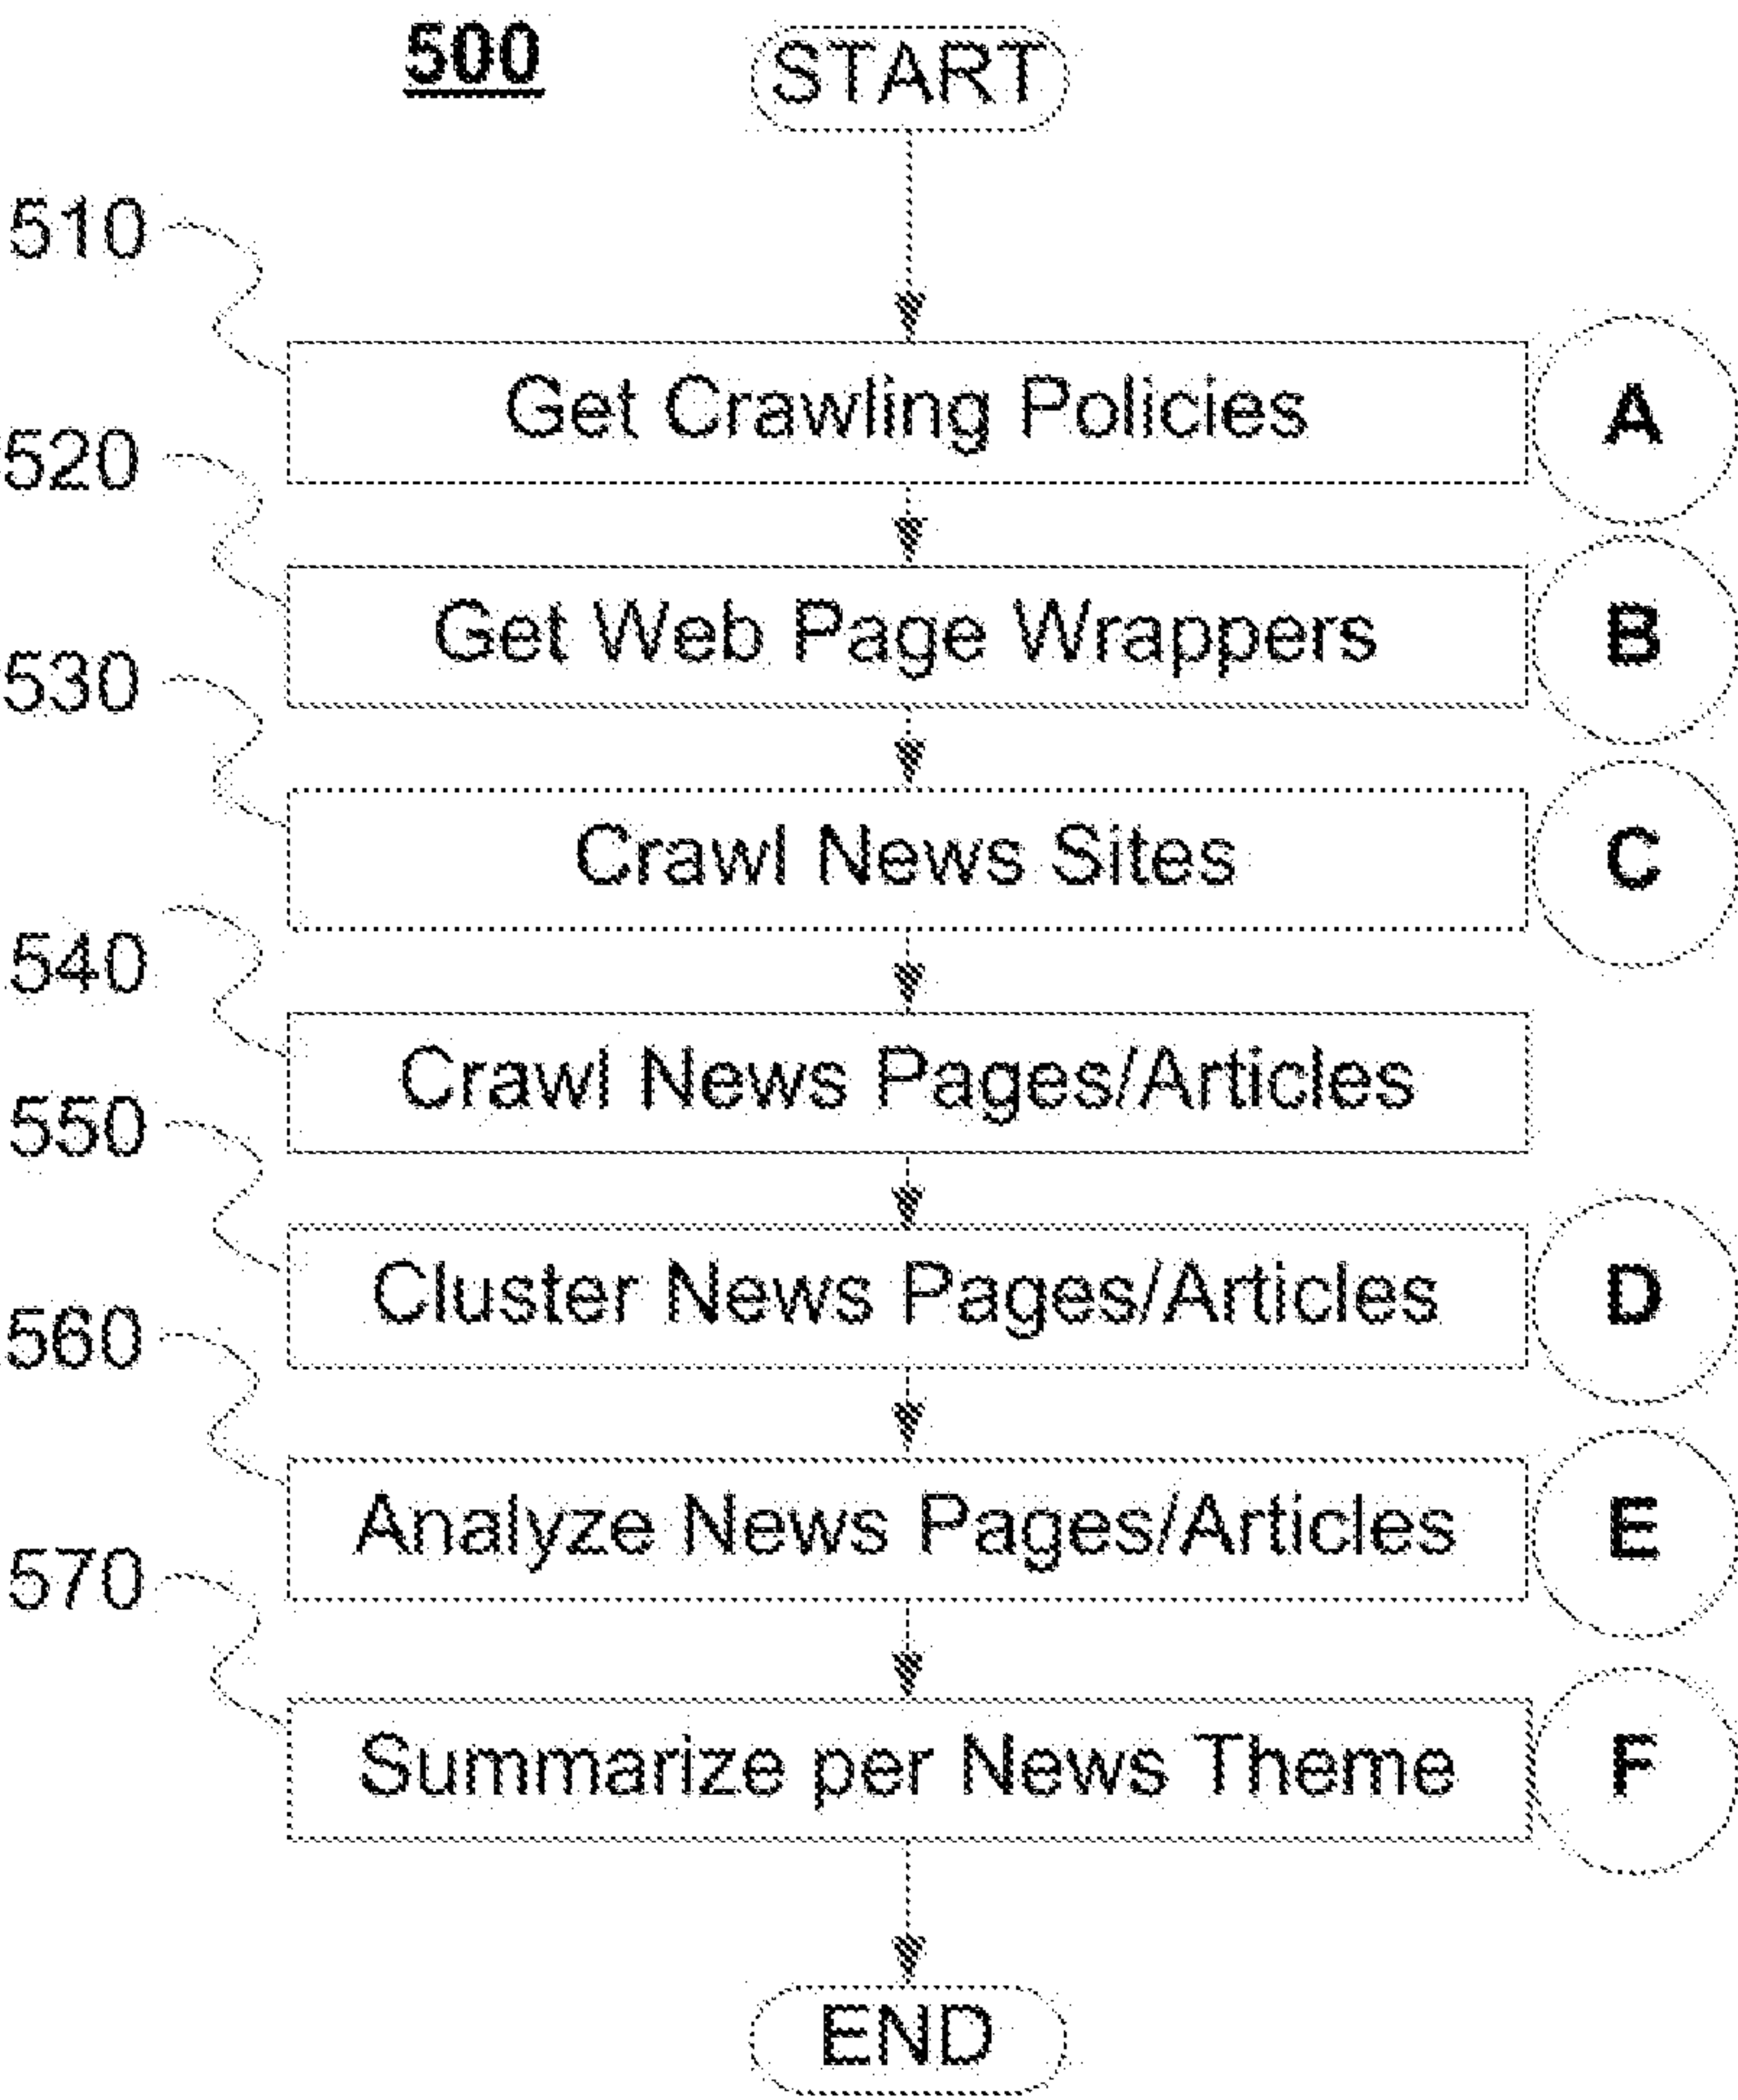 500
START
510
Get Crawling Policies
A
520
Get Web Page Wrappers
B
530
Crawl News Sites
C
540
Crawl News Pages/Articles
550
Cluster News Pages/Articles
D
560
Analyze News Pages/Articles
E
570
Summarize per News Theme
F
END